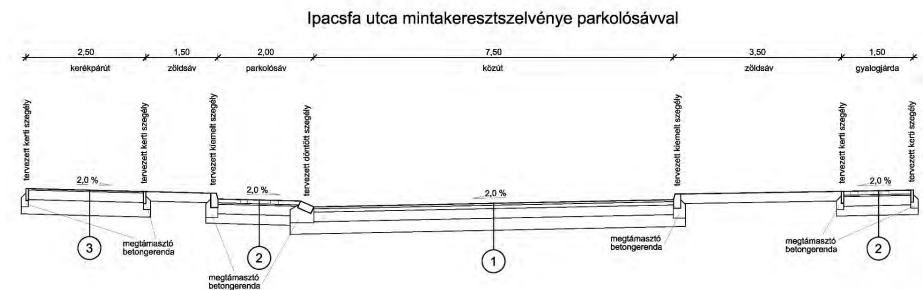 Ipacsfa utca mintakeresztszelvénye parkolósávval
2,50 1,50 2,00 7,50 3,50 1,50
kerékpárút zöldsáv parkolósáv közút zöldsáv gyalogjárda
tervezett kerti szegély
tervezett kerti szegély
tervezett kiemelt szegély
tervezett döntött szegély
tervezett kiemelt szegély
tervezett kerti szegély
tervezett kerti szegély
2,0 % 2,0 % 2,0 % 2,0 %
3 2 1 2
megtámasztó
betongerenda
megtámasztó
betongerenda
megtámasztó
betongerenda
megtámasztó
betongerenda